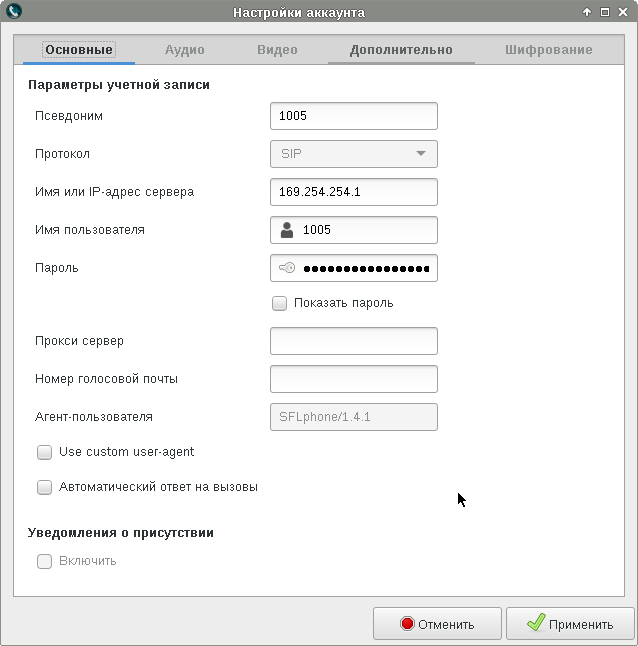 Настройки аккаунта
Основные Аудио Видео Дополнительно Шифрование
Параметры учетной записи
Псевдоним 1005
Протокол SIP
Имя или IP-адрес сервера 169.254.254.1
Имя пользователя 1005
Пароль ●●●●●●●●●●●●●●●●
Показать пароль
Прокси сервер
Номер голосовой почты
Агент-пользователя SFLphone/1.4.1
Use custom user-agent
Автоматический ответ на вызовы
Уведомления о присутствии
Включить
Отменить Применить